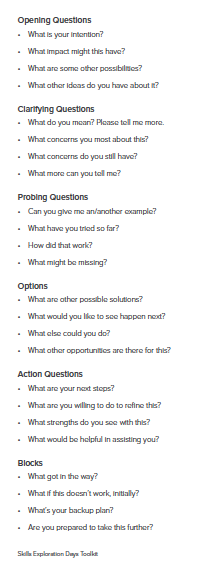 Opening Questions
• What is your intention?
• What impact might this have?
• What are some other possibilities?
• What other ideas do you have about it?
Clarifying Questions
• What do you mean? Please tell me more.
• What concerns you most about this?
• What concerns do you still have?
• What more can you tell me?
Probing Questions
• Can you give me an/another example?
• What have you tried so far?
• How did that work?
• What might be missing?
Options
• What are other possible solutions?
• What would you like to see happen next?
• What else could you do?
• What other opportunities are there for this?
Action Questions
• What are your next steps?
• What are you willing to do to refine this?
• What strengths do you see with this?
• What would be helpful in assisting you?
Blocks
• What got in the way?
• What if this doesn't work, initially?
• What's your backup plan?
• Are you prepared to take this further?
Skills Exploration Days Toolkit